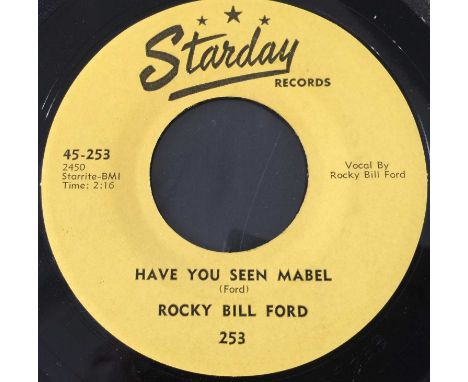 Starday
RECORDS
45-253
2450
Starrite-BMI
Time: 2:16
Vocal By
Rocky Bill Ford
HAVE YOU SEEN MABEL
(Ford)
ROCKY BILL FORD
253